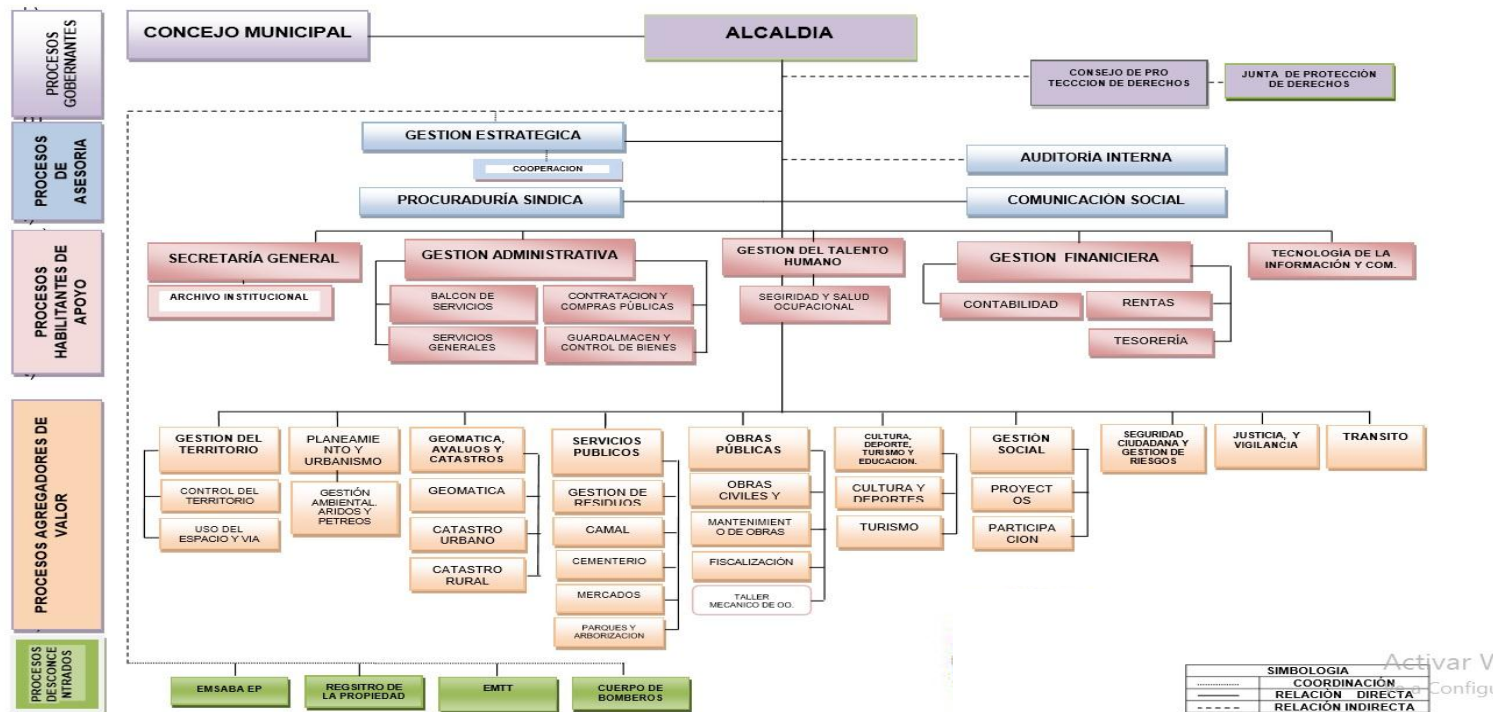 PROCESOS
GOBERNANTES
CONCEJO MUNICIPAL
ALCALDIA
CONSEJO DE PRO
TECCCION DE DERECHOS
JUNTA DE PROTECCIÓN
DE DERECHOS
PROCESOS
DE
ASESORIA
GESTION ESTRATEGICA
COOPERACION
AUDITORÍA INTERNA
PROCURADURÍA SINDICA
COMUNICACIÓN SOCIAL
PROCESOS
HABILITANTES DE
APOYO
SECRETARÍA GENERAL
ARCHIVO INSTITUCIONAL
GESTION ADMINISTRATIVA
BALCON DE
SERVICIOS
CONTRATACION Y
COMPRAS PÚBLICAS
SERVICIOS
GENERALES
GUARDALMACEN Y
CONTROL DE BIENES
GESTION DEL TALENTO
HUMANO
SEGIRIDAD Y SALUD
OCUPACIONAL
GESTION FINANICIERA
CONTABILIDAD
RENTAS
TESORERÍA
TECNOLOGÌA DE LA
INFORMACIÓN Y COM.
PROCESOS AGREGADORES DE
VALOR
GESTION DEL
TERRITORIO
CONTROL DEL
TERRITORIO
USO DEL
ESPACIO Y VIA
PLANEAMIE
NTO Y
URBANISMO
GESTIÓN
AMBIENTAL.
ARIDOS Y
PETREOS
GEOMATICA,
AVALUOS Y
CATASTROS
GEOMATICA
CATASTRO
URBANO
CATASTRO
RURAL
SERVICIOS
PUBLICOS
GESTION DE
RESIDUOS
CAMAL
CEMENTERIO
MERCADOS
PARQUES Y
ARBORIZACION
OBRAS
PÚBLICAS
OBRAS
CIVILES Y
MANTENIMIENT
O DE OBRAS
FISCALIZACIÓN
TALLER
MECANICO DE OO.
CULTURA,
DEPORTE,
TURISMO Y
EDUCACION.
CULTURA Y
DEPORTES
TURISMO
GESTIÒN
SOCIAL
PROYECT
OS
PARTICIPA
CION
SEGURIDAD
CIUDADANA Y
GESTION DE
RIESGOS
JUSTICIA, Y
VIGILANCIA
TRANSITO
PROCESOS
DESCONCE
NTRADOS
EMSABA EP
REGSITRO DE
LA PROPIEDAD
EMTT
CUERPO DE
BOMBEROS
SIMBOLOGIA
COORDINACIÓN
RELACIÓN DIRECTA
RELACIÓN INDIRECTA
Activar
Configu